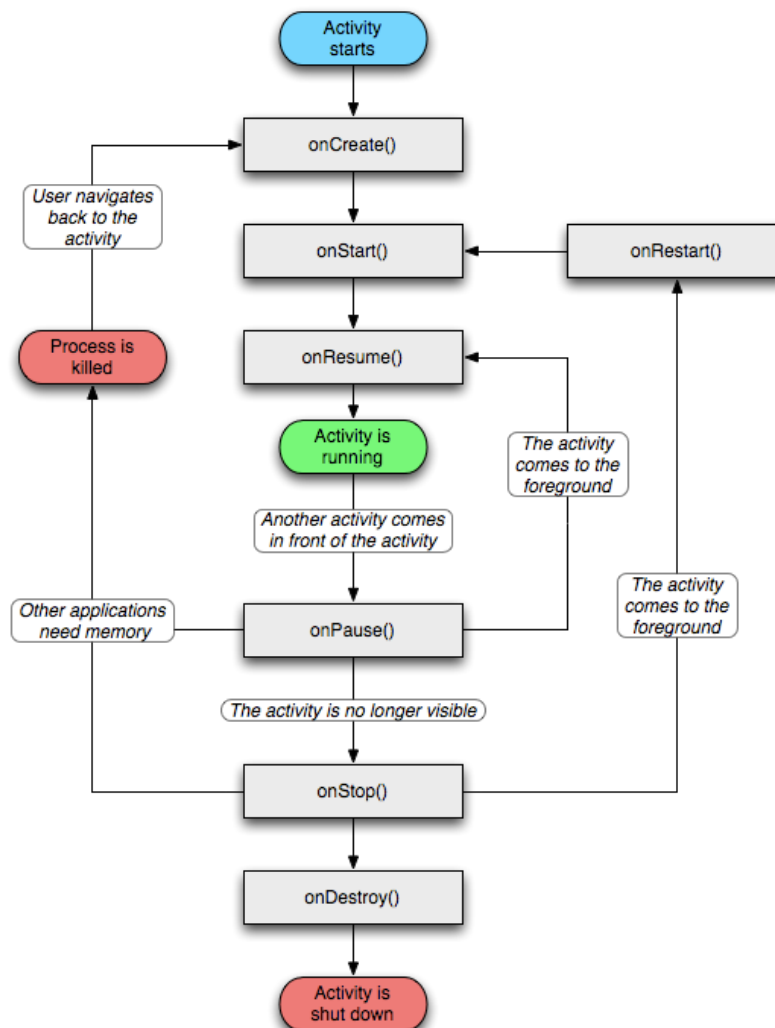 Activity
starts
onCreate()
User navigates
back to the
activity
onStart()
onRestart()
Process is
killed
onResume()
Activity is
running
The activity
comes to the
foreground
Another activity comes
in front of the activity
Other applications
need memory
onPause()
The activity
comes to the
foreground
The activity is no longer visible
onStop()
onDestroy()
Activity is
shut down